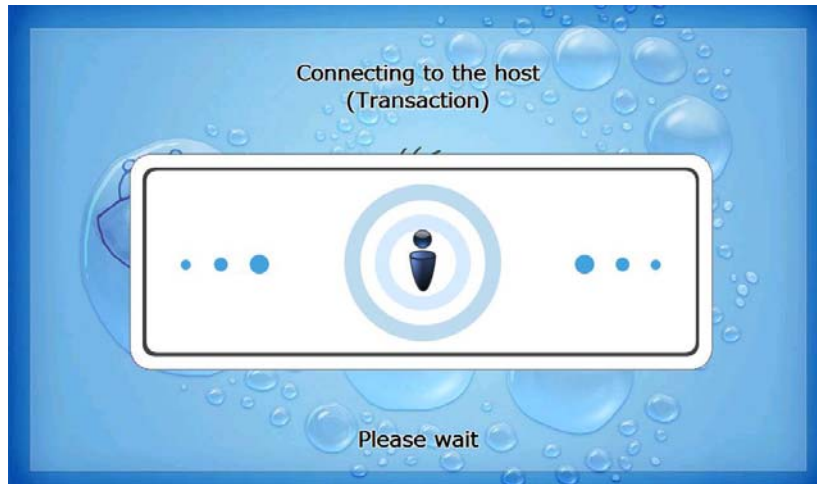 Connecting to the host
(Transaction)
Please wait